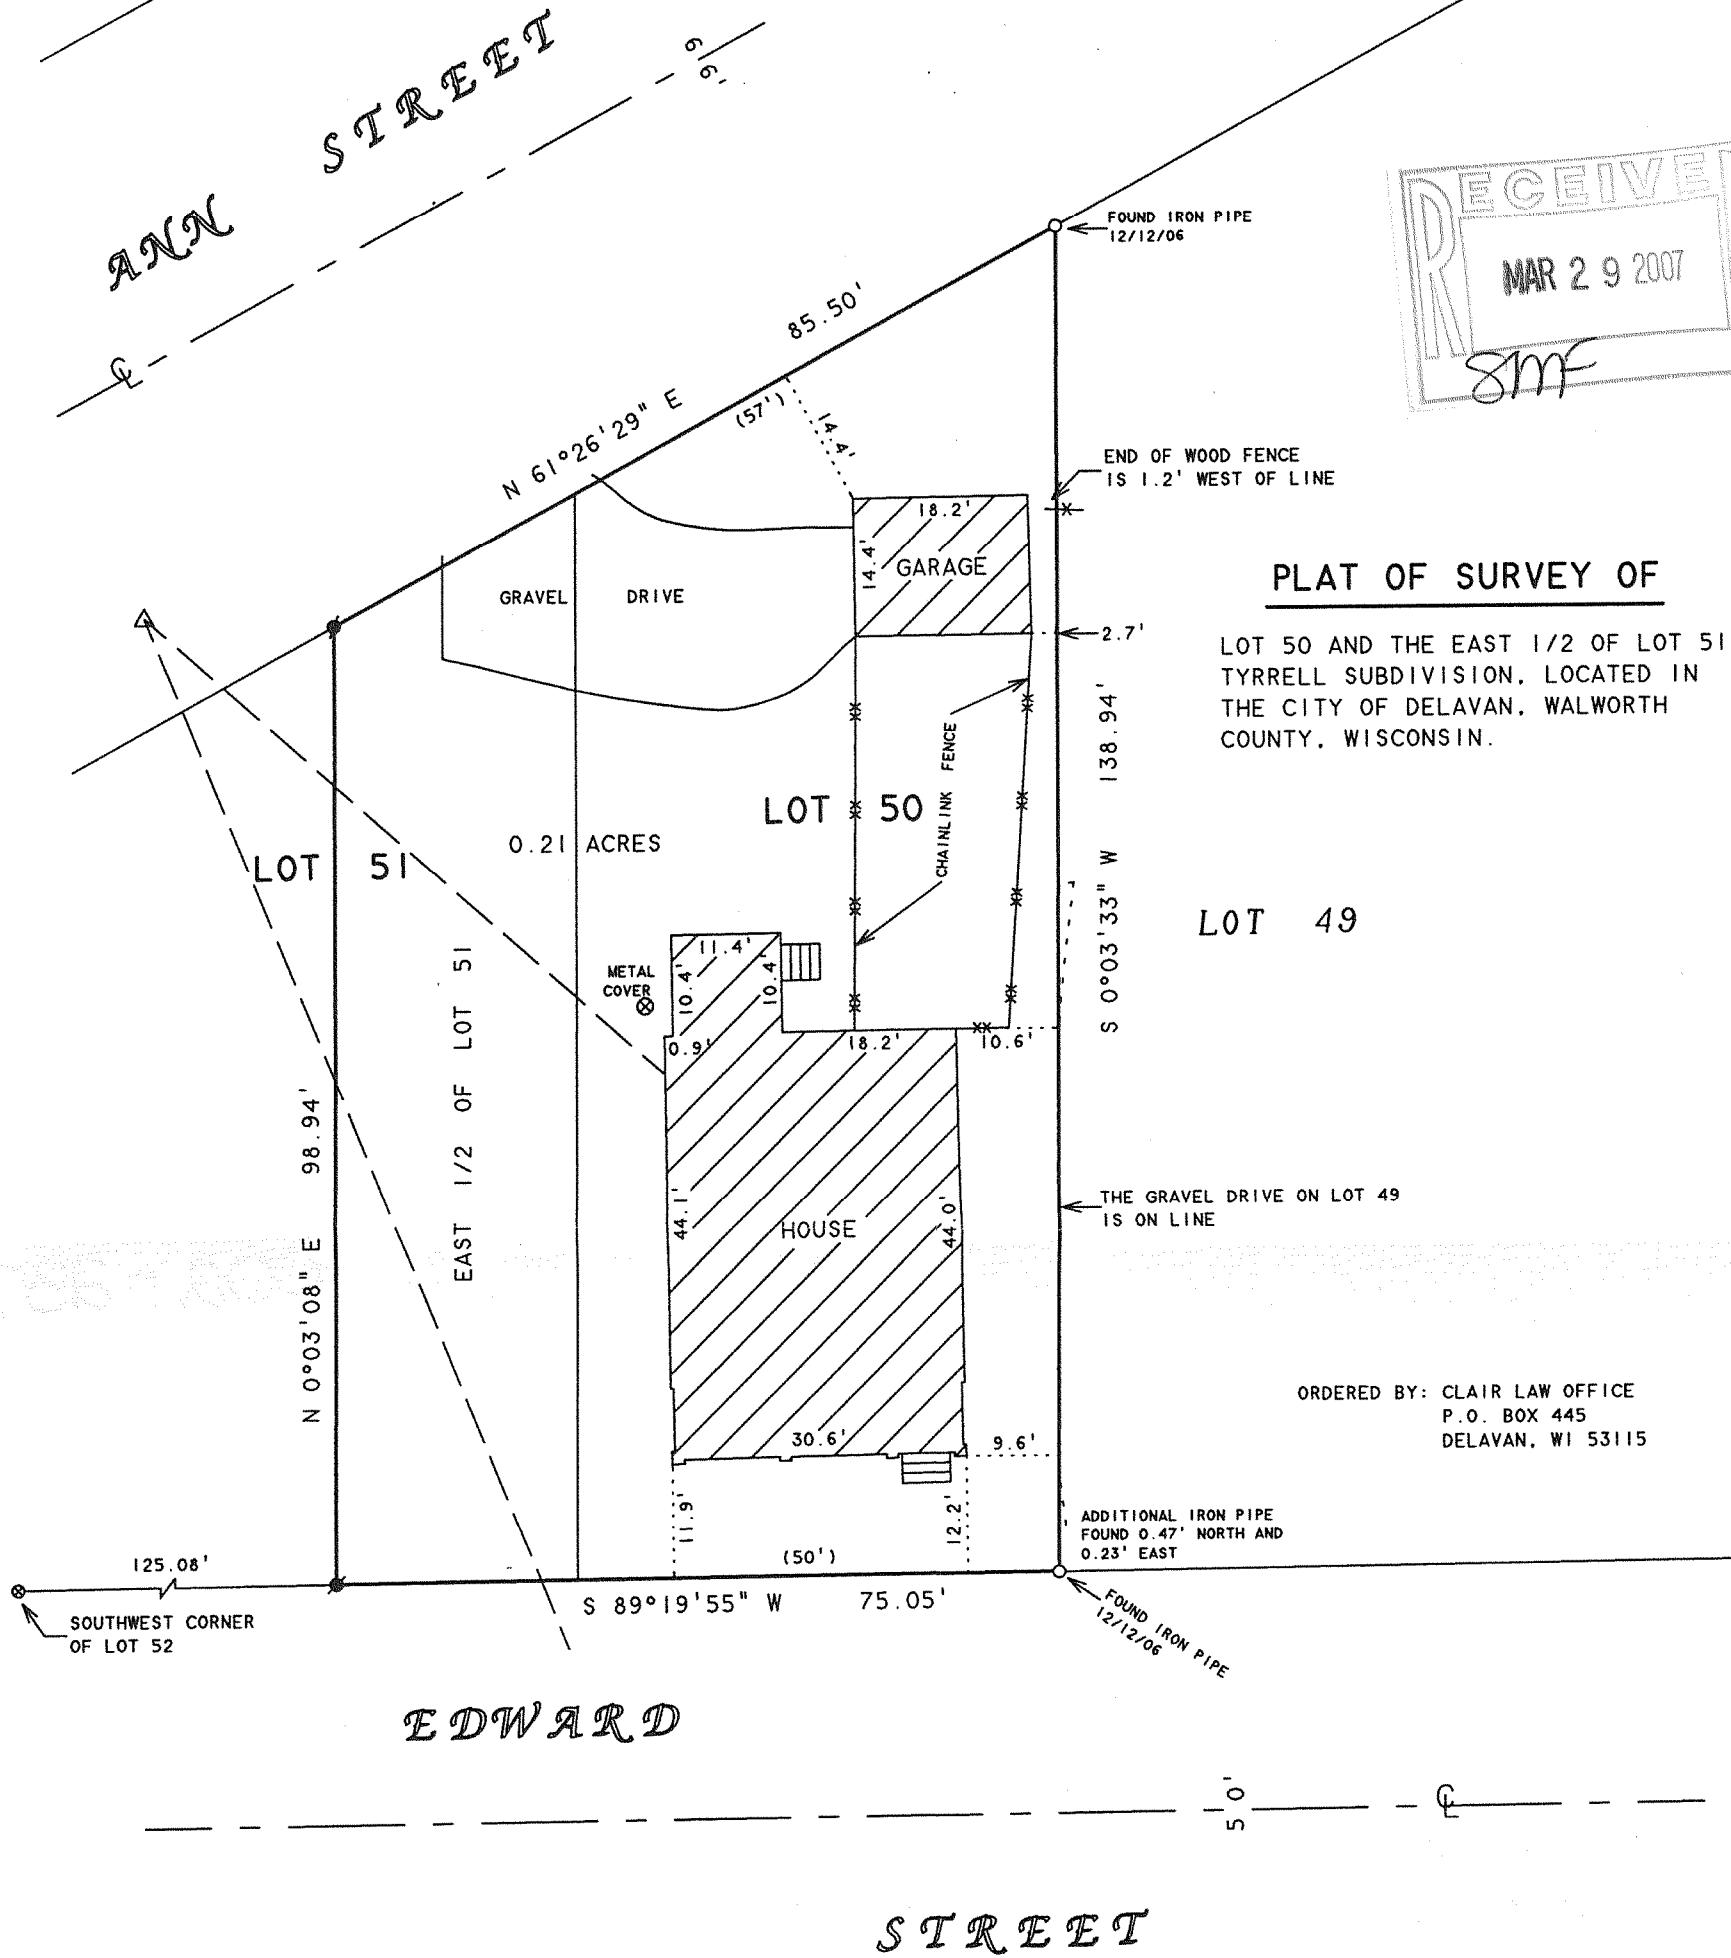 ANN STREET
66'
℄
FOUND IRON PIPE
12/12/06
RECEIVE
MAR 29 2007
SMF
85.50'
N 61°26'29" E
(57')
14.4'
END OF WOOD FENCE
IS 1.2' WEST OF LINE
18.2'
14.4'
GARAGE
GRAVEL DRIVE
2.7'
PLAT OF SURVEY OF
LOT 50 AND THE EAST 1/2 OF LOT 51
TYRRELL SUBDIVISION, LOCATED IN
THE CITY OF DELAVAN, WALWORTH
COUNTY, WISCONSIN.
138.94'
S 0°03'33" W
CHAINLINK FENCE
LOT 50
0.21 ACRES
LOT 51
LOT 49
EAST 1/2 OF LOT 51
METAL
COVER
11.4'
10.4'
10.4'
0.9'
18.2'
10.6'
98.94'
N 0°03'08" E
44.1'
HOUSE
44.0'
THE GRAVEL DRIVE ON LOT 49
IS ON LINE
ORDERED BY: CLAIR LAW OFFICE
P.O. BOX 445
DELAVAN, WI 53115
30.6'
9.6'
11.9'
12.2'
ADDITIONAL IRON PIPE
FOUND 0.47' NORTH AND
0.23' EAST
(50')
125.08'
S 89°19'55" W 75.05'
SOUTHWEST CORNER
OF LOT 52
FOUND IRON PIPE
12/12/06
EDWARD
50'
℄
STREET